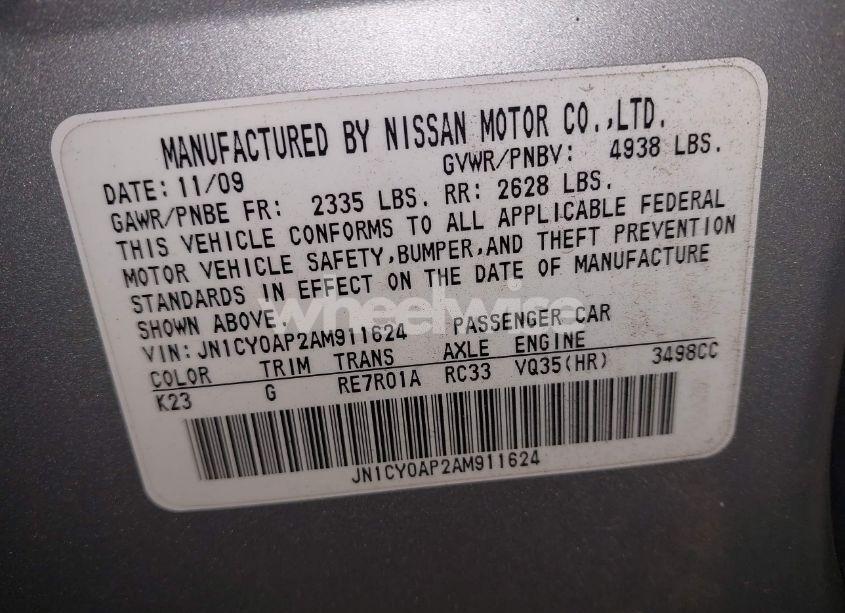 MANUFACTURED BY NISSAN MOTOR CO.,LTD.
DATE: 11/09 GVWR/PNBV: 4938 LBS.
GAWR/PNBE FR: 2335 LBS. RR: 2628 LBS.
THIS VEHICLE CONFORMS TO ALL APPLICABLE FEDERAL
MOTOR VEHICLE SAFETY,BUMPER,AND THEFT PREVENTION
STANDARDS IN EFFECT ON THE DATE OF MANUFACTURE
SHOWN ABOVE.
wheelwise
VIN: JN1CY0AP2AM911624 PASSENGER CAR
COLOR TRIM TRANS AXLE ENGINE
K23 G RE7R01A RC33 VQ35(HR) 3498CC
JN1CY0AP2AM911624